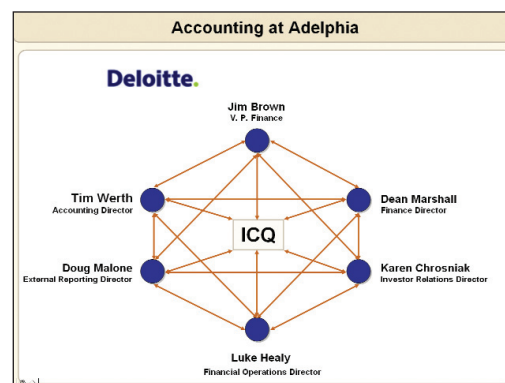 Accounting at Adelphia
Deloitte.
Jim Brown
V. P. Finance
Tim Werth
Accounting Director
Dean Marshall
Finance Director
ICQ
Doug Malone
External Reporting Director
Karen Chrosniak
Investor Relations Director
Luke Healy
Financial Operations Director